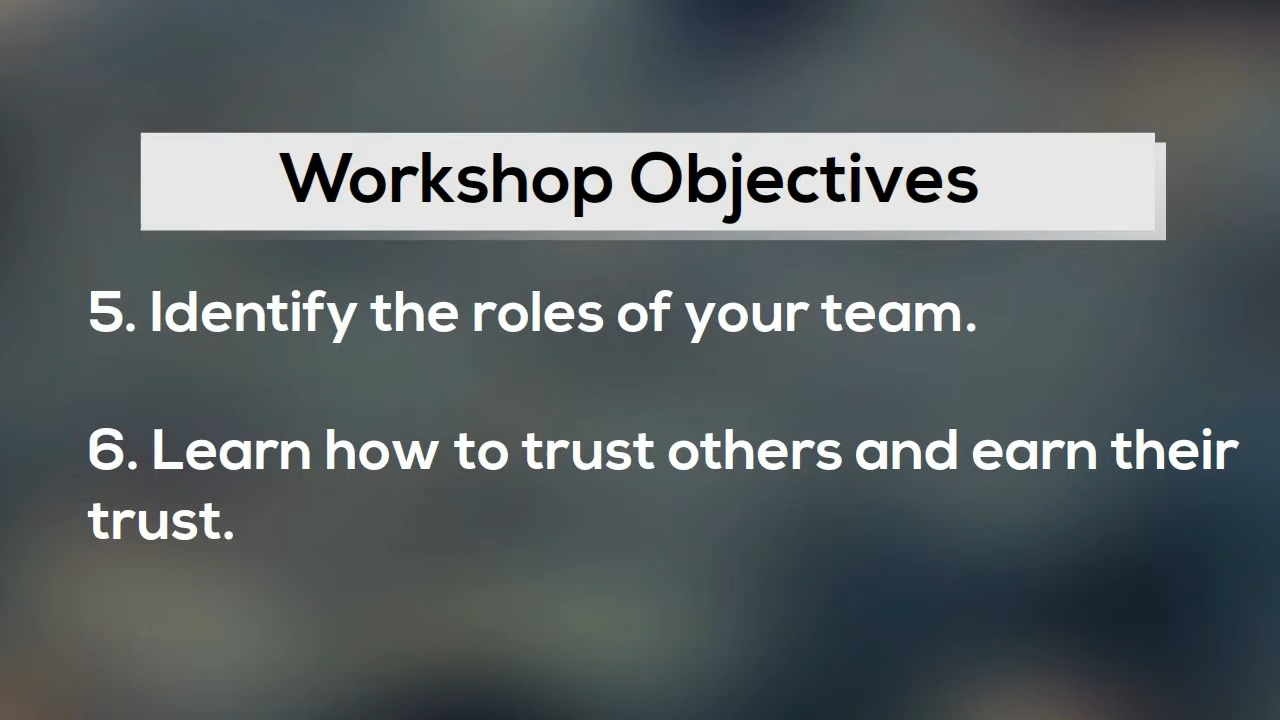 Workshop Objectives
5. Identify the roles of your team.
6. Learn how to trust others and earn their
trust.